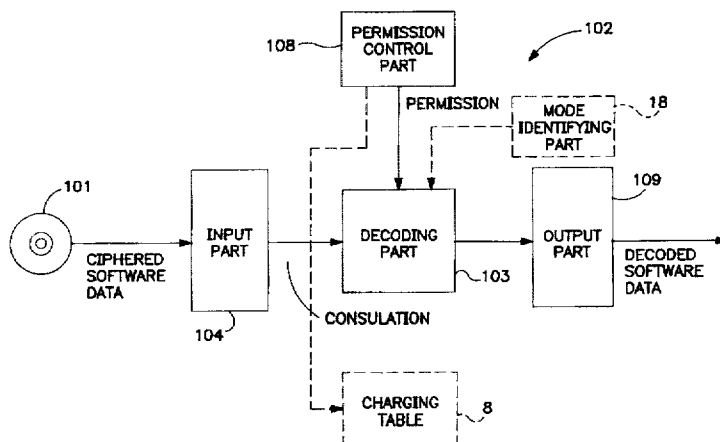 108
PERMISSION
CONTROL
PART
102
PERMISSION
MODE
IDENTIFYING
PART
18
101
109
INPUT
PART
DECODING
PART
OUTPUT
PART
CIPHERED
SOFTWARE
DATA
103
DECODED
SOFTWARE
DATA
104
CONSULATION
CHARGING
TABLE
8